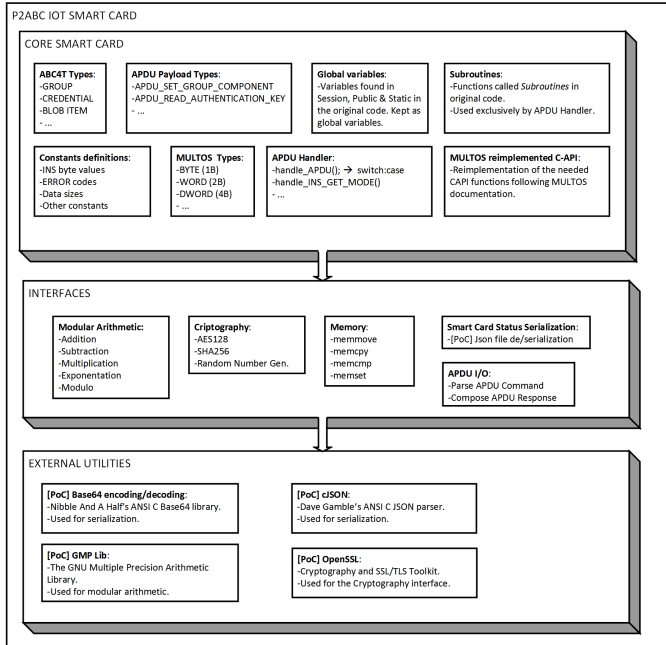 P2ABC IOT SMART CARD
CORE SMART CARD
ABC4T Types:
-GROUP
-CREDENTIAL
-BLOB ITEM
- ...
APDU Payload Types:
-APDU_SET_GROUP_COMPONENT
-APDU_READ_AUTHENTICATION_KEY
- ...
Global variables:
-Variables found in
Session, Public & Static in
the original code. Kept as
global variables.
Subroutines:
-Functions called Subroutines in
original code.
-Used exclusively by APDU Handler.
Constants definitions:
-INS byte values
-ERROR codes
-Data sizes
-Other constants
MULTOS Types:
-BYTE (1B)
-WORD (2B)
-DWORD (4B)
- ...
APDU Handler:
-handle_APDU(); → switch:case
-handle_INS_GET_MODE()
- ...
MULTOS reimplemented C-API:
-Reimplementation of the needed
CAPI functions following MULTOS
documentation.
INTERFACES
Modular Arithmetic:
-Addition
-Subtraction
-Multiplication
-Exponentation
-Modulo
Criptography:
-AES128
-SHA256
-Random Number Gen.
Memory:
-memmove
-memcpy
-memcmp
-memset
Smart Card Status Serialization:
-[PoC] Json file de/serialization
APDU I/O:
-Parse APDU Command
-Compose APDU Response
EXTERNAL UTILITIES
[PoC] Base64 encoding/decoding:
-Nibble And A Half's ANSI C Base64 library.
-Used for serialization.
[PoC] cJSON:
-Dave Gamble's ANSI C JSON parser.
-Used for serialization.
[PoC] GMP Lib:
-The GNU Multiple Precision Arithmetic
Library.
-Used for modular arithmetic.
[PoC] OpenSSL:
-Cryptography and SSL/TLS Toolkit.
-Used for the Cryptography interface.